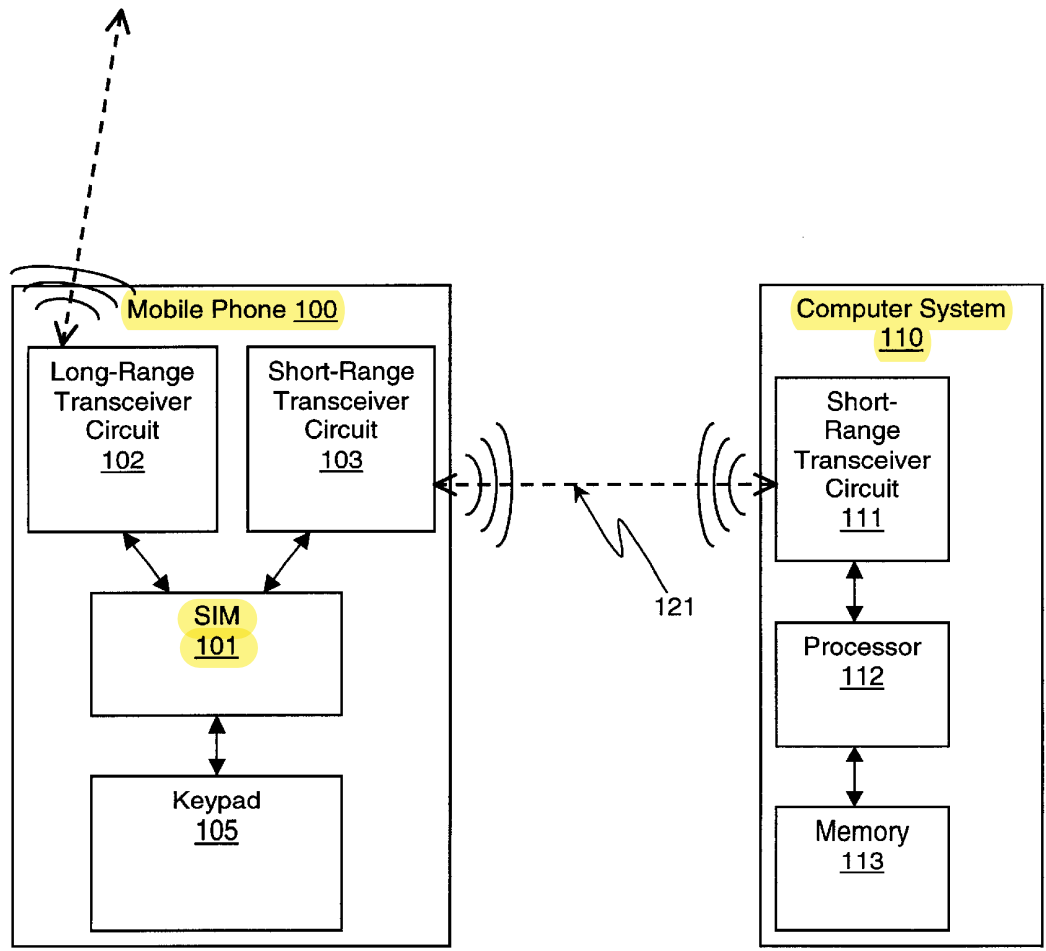 Mobile Phone 100
Long-Range
Transceiver
Circuit
102
Short-Range
Transceiver
Circuit
103
SIM
101
Keypad
105
121
Computer System
110
Short-
Range
Transceiver
Circuit
111
Processor
112
Memory
113